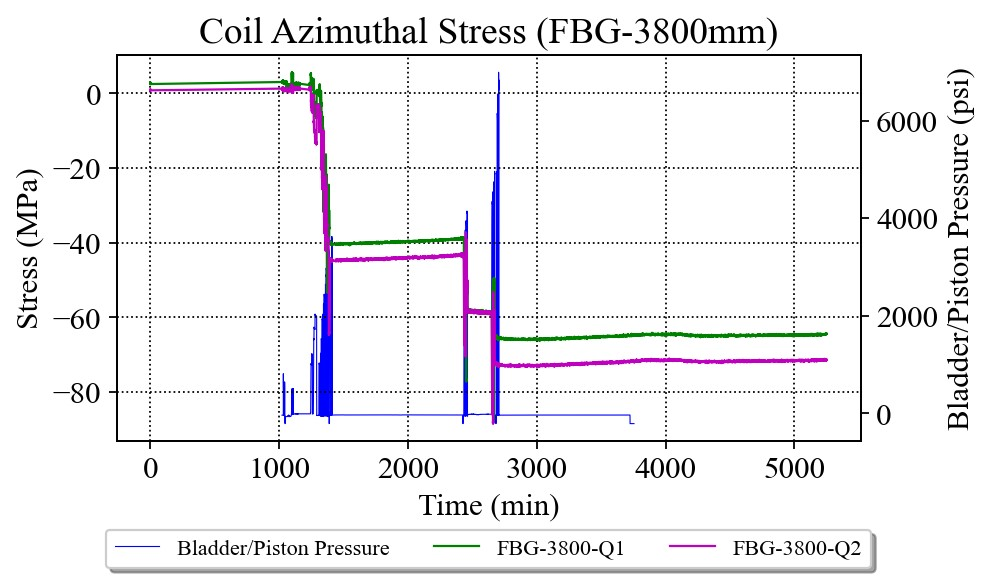 Coil Azimuthal Stress (FBG-3800mm)
Stress (MPa)
0
−20
−40
−60
−80
6000
4000
2000
0
Bladder/Piston Pressure (psi)
0 1000 2000 3000 4000 5000
Time (min)
Bladder/Piston Pressure FBG-3800-Q1 FBG-3800-Q2